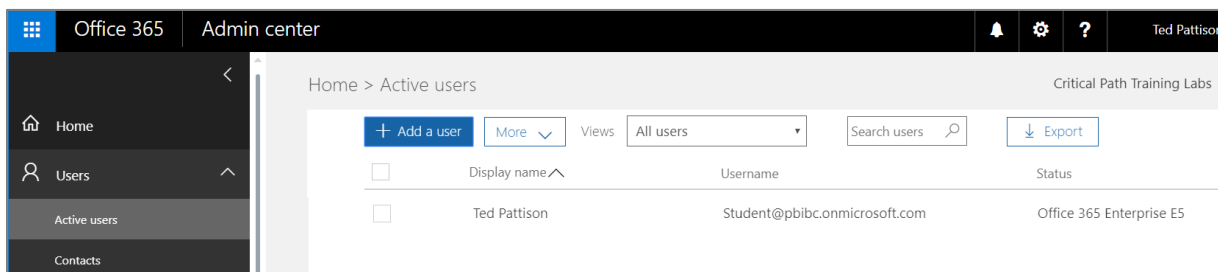 Office 365 Admin center ? Ted Pattison
Home > Active users Critical Path Training Labs
Home
Users
Active users
Contacts
+ Add a user More Views All users Search users Export
Display name Username Status
Ted Pattison Student@pbibc.onmicrosoft.com Office 365 Enterprise E5